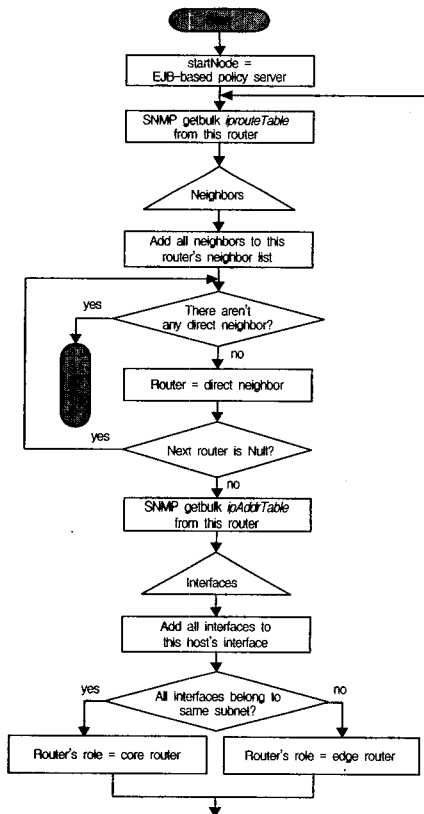 startNode =
EJB-based policy server
SNMP getbulk iprouteTable
from this router
Neighbors
Add all neighbors to this
router's neighbor list
yes
There aren't
any direct neighbor?
no
Router = direct neighbor
yes
Next router is Null?
no
SNMP getbulk ipAddrTable
from this router
Interfaces
Add all interfaces to
this host's interface
yes
All interfaces belong to
same subnet?
no
Router's role = core router
Router's role = edge router